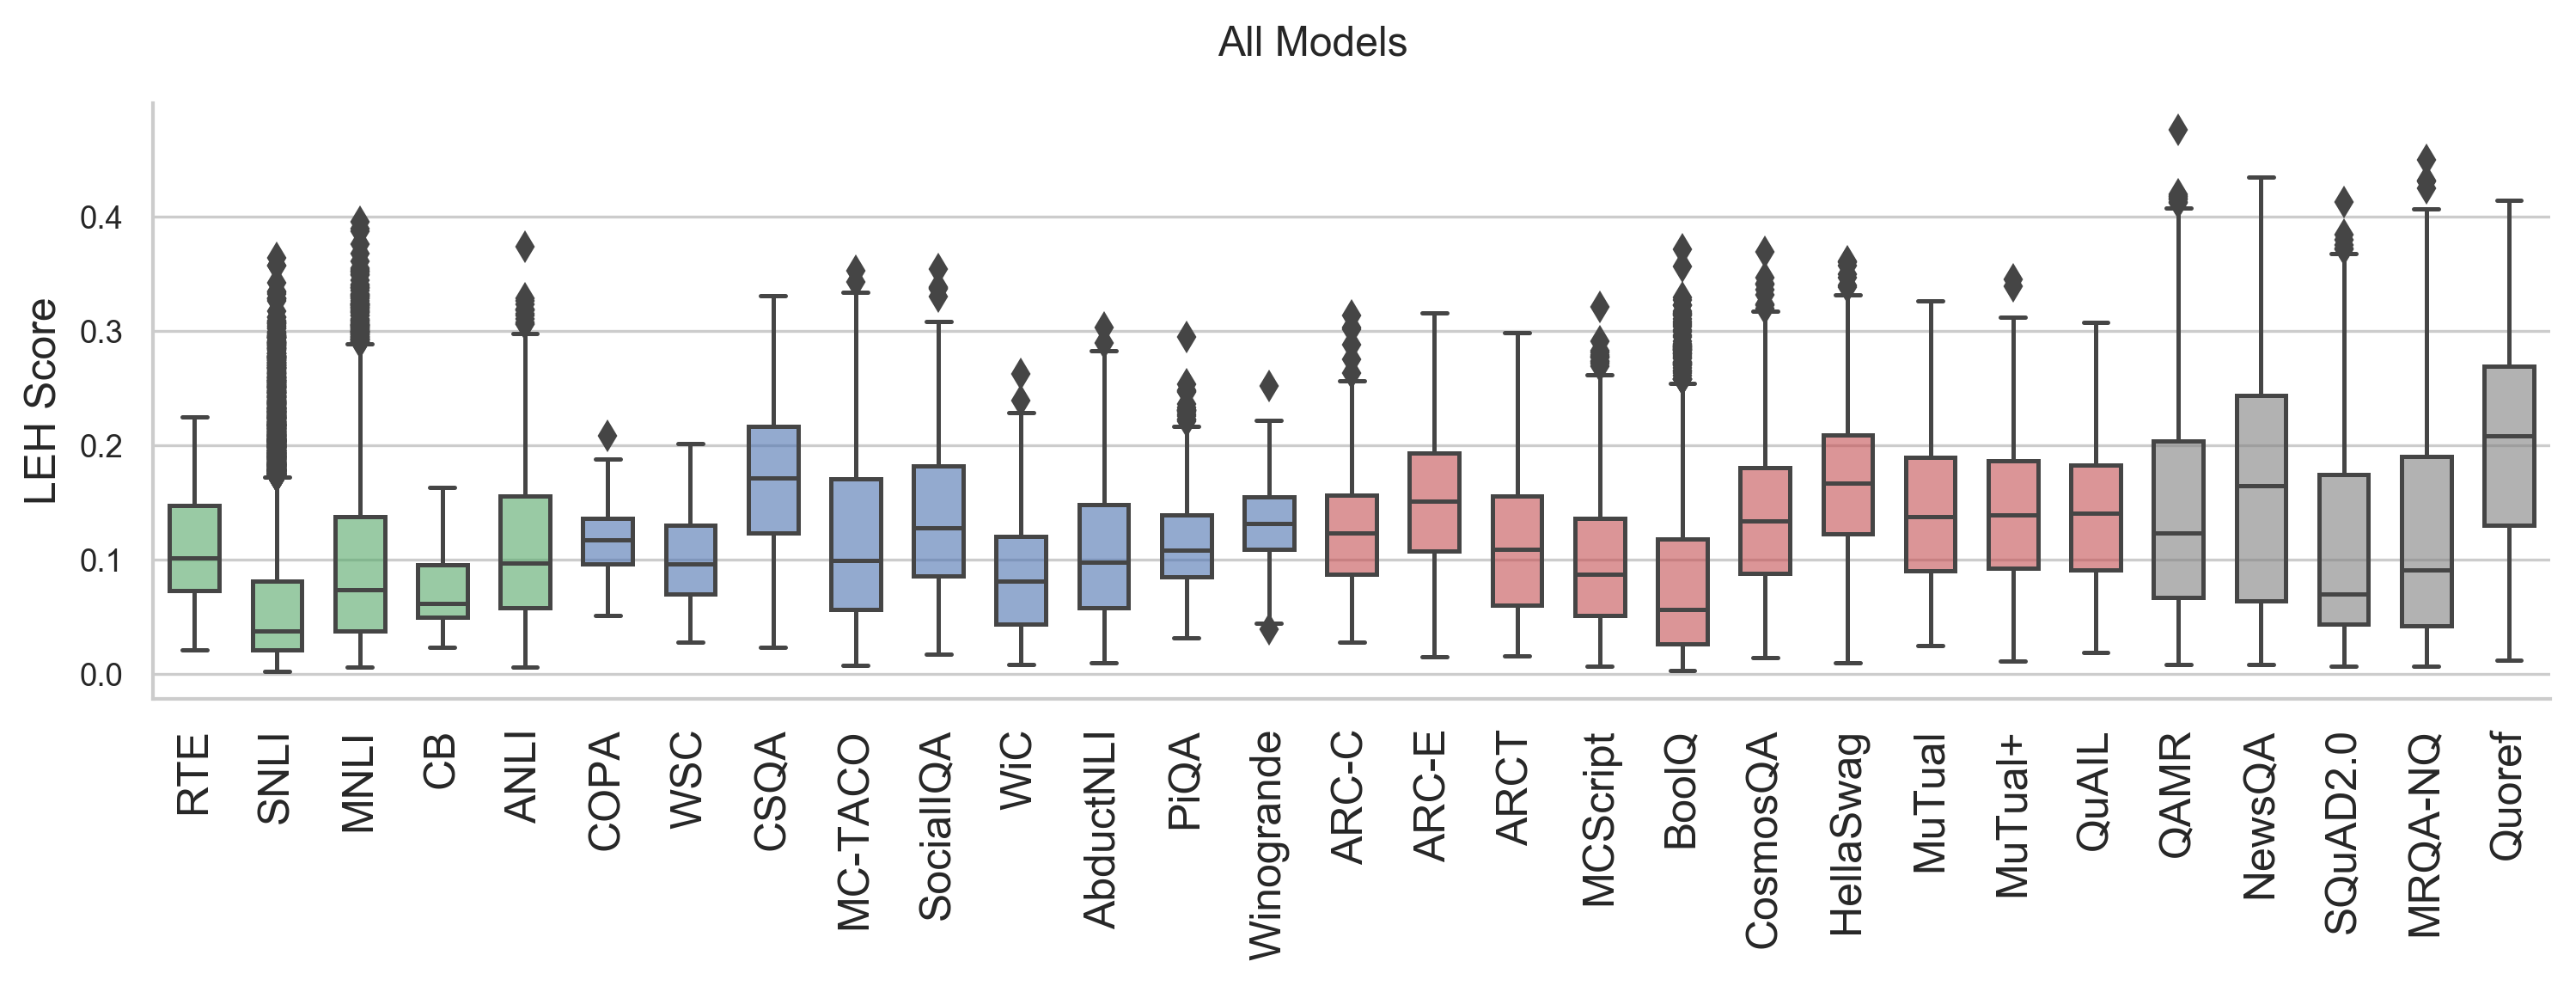 All Models
LEH Score
0.4
0.3
0.2
0.1
0.0
RTE
SNLI
MNLI
CB
ANLI
COPA
WSC
CSQA
MC-TACO
SocialIQA
WiC
AbductNLI
PiQA
Winogrande
ARC-C
ARC-E
ARCT
MCScript
BoolQ
CosmosQA
HellaSwag
MuTual
MuTual+
QuAIL
QAMR
NewsQA
SQuAD2.0
MRQA-NQ
Quoref